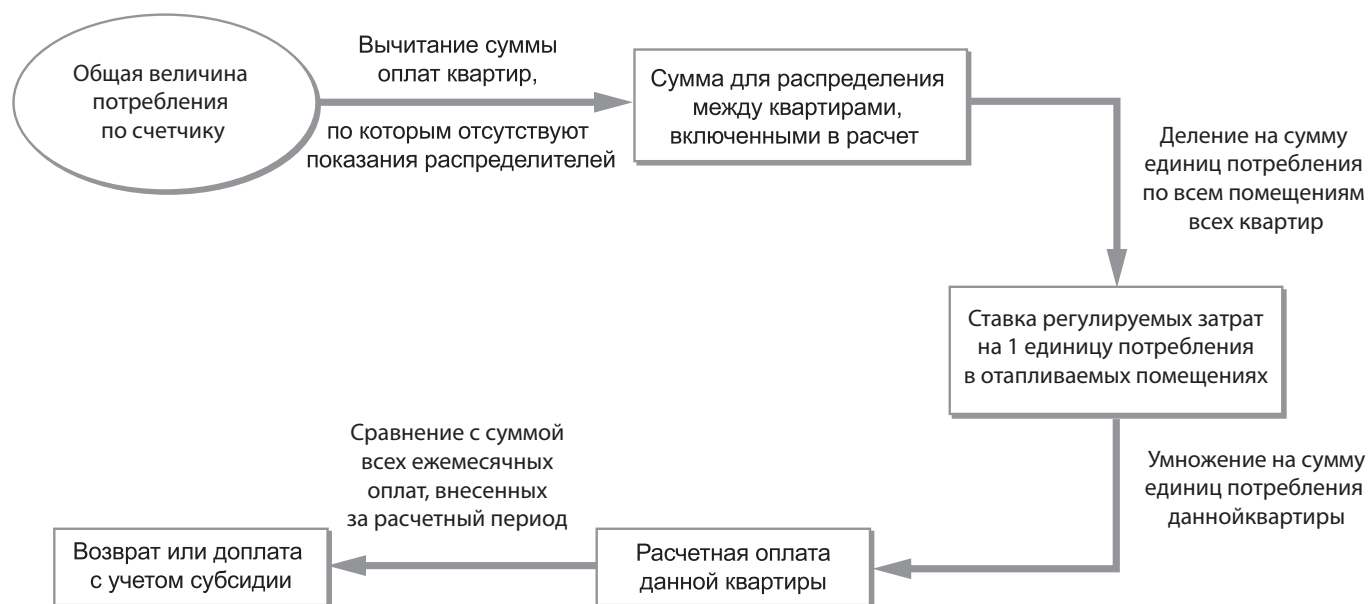 Общая величина
потребления
по счетчику
Вычитание суммы
оплат квартир,
по которым отсутствуют
показания распределителей
Сумма для распределения
между квартирами,
включенными в расчет
Деление на сумму
единиц потребления
по всем помещениям
всех квартир
Ставка регулируемых затрат
на 1 единицу потребления
в отапливаемых помещениях
Умножение на сумму
единиц потребления
даннойквартиры
Расчетная оплата
данной квартиры
Сравнение с суммой
всех ежемесячных
оплат, внесенных
за расчетный период
Возврат или доплата
с учетом субсидии